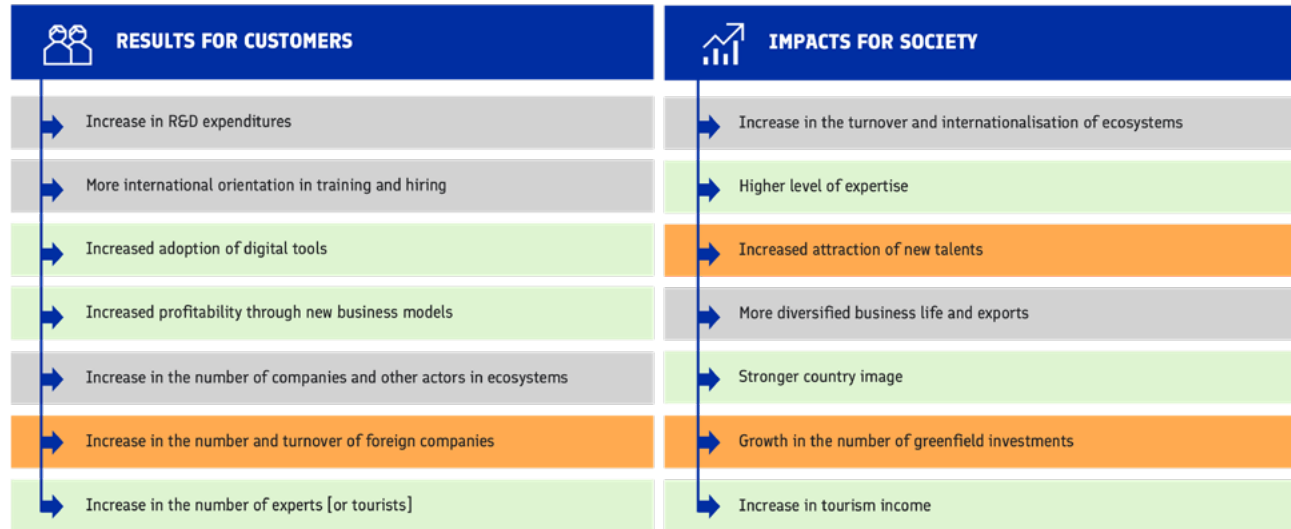 RESULTS FOR CUSTOMERS
Increase in R&D expenditures
More international orientation in training and hiring
Increased adoption of digital tools
Increased profitability through new business models
Increase in the number of companies and other actors in ecosystems
Increase in the number and turnover of foreign companies
Increase in the number of experts [or tourists]
IMPACTS FOR SOCIETY
Increase in the turnover and internationalisation of ecosystems
Higher level of expertise
Increased attraction of new talents
More diversified business life and exports
Stronger country image
Growth in the number of greenfield investments
Increase in tourism income